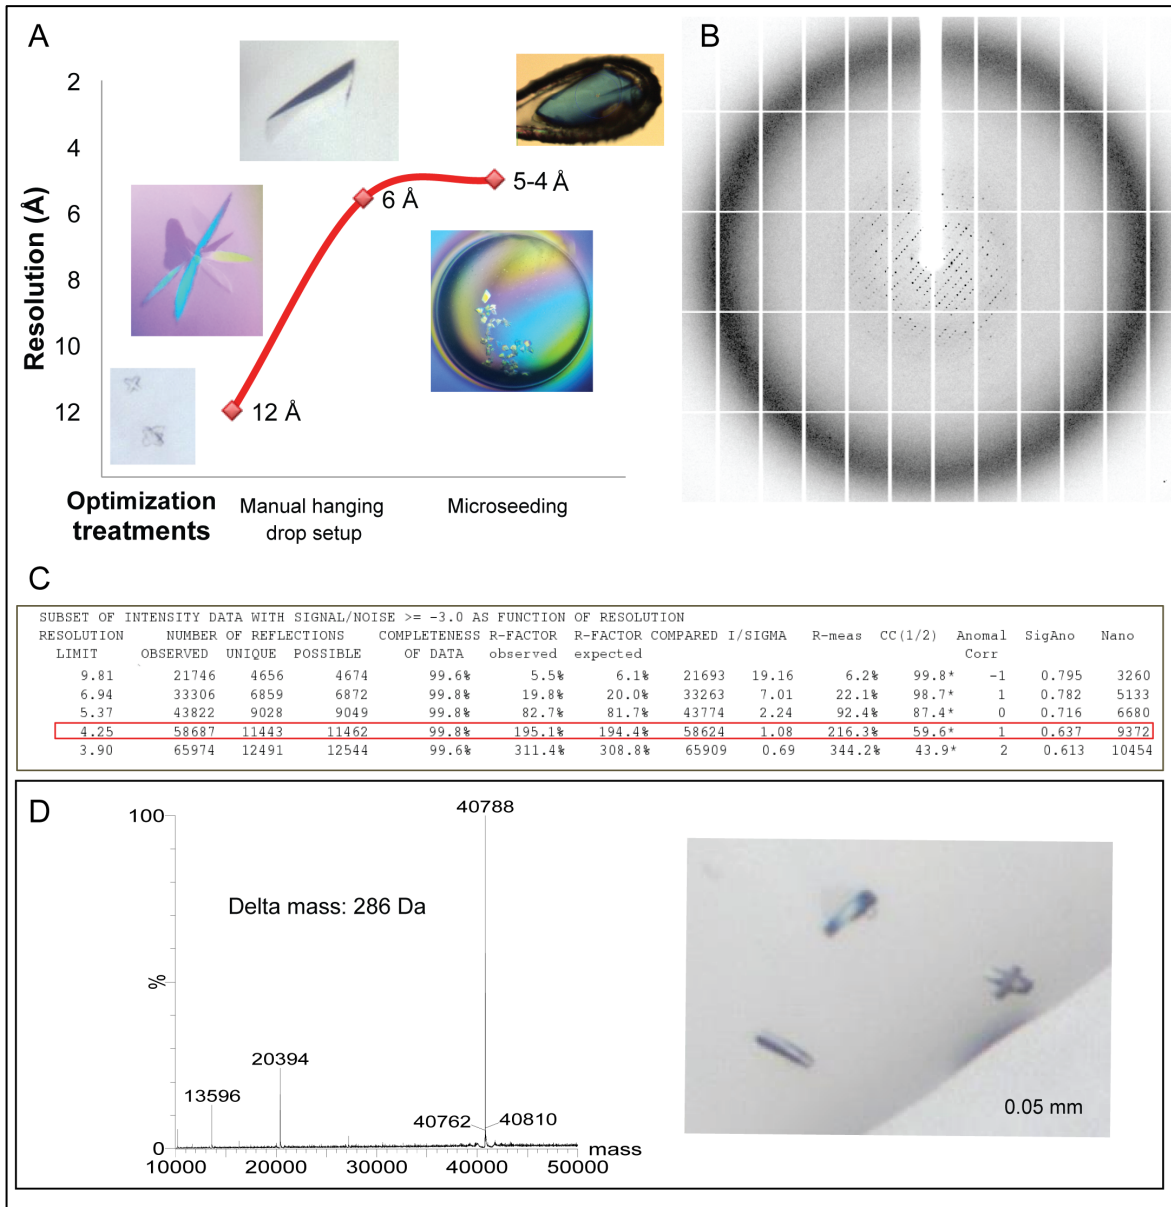 A
B
2
4
6
8
10
12
Resolution (Å)
5-4 Å
6 Å
12 Å
Optimization
treatments
Manual hanging
drop setup
Microseeding
C
SUBSET OF INTENSITY DATA WITH SIGNAL/NOISE >= -3.0 AS FUNCTION OF RESOLUTION
RESOLUTION NUMBER OF REFLECTIONS COMPLETENESS R-FACTOR R-FACTOR COMPARED I/SIGMA R-meas CC(1/2) Anomal SigAno Nano
LIMIT OBSERVED UNIQUE POSSIBLE OF DATA observed expected Corr
9.81 21746 4656 4674 99.6% 5.5% 6.1% 21693 19.16 6.2% 99.8* -1 0.795 3260
6.94 33306 6859 6872 99.8% 19.8% 20.0% 33263 7.01 22.1% 98.7* 1 0.782 5133
5.37 43822 9028 9049 99.8% 82.7% 81.7% 43774 2.24 92.4% 87.4* 0 0.716 6680
4.25 58687 11443 11462 99.8% 195.1% 194.4% 58624 1.08 216.3% 59.6* 1 0.637 9372
3.90 65974 12491 12544 99.6% 311.4% 308.8% 65909 0.69 344.2% 43.9* 2 0.613 10454
D
100
%
0
40788
Delta mass: 286 Da
20394
13596
40762
40810
mass
10000 20000 30000 40000 50000
0.05 mm